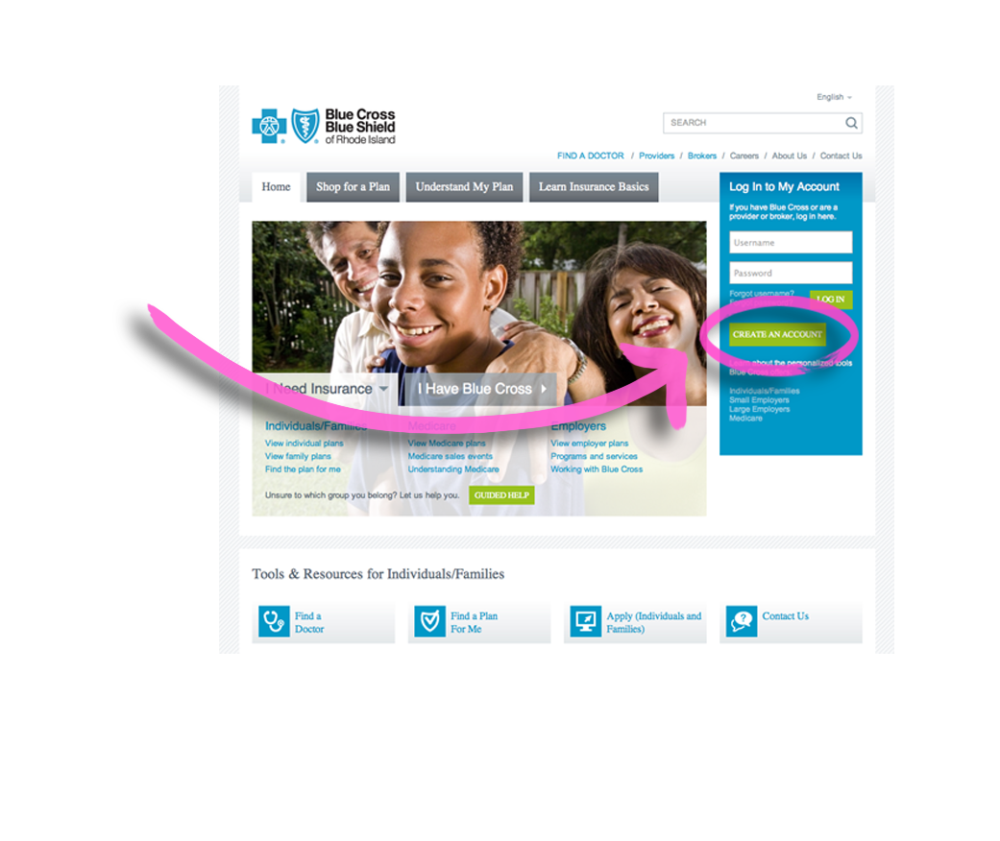 English
Blue Cross
Blue Shield
of Rhode Island
SEARCH
FIND A DOCTOR / Providers / Brokers / Careers / About Us / Contact Us
Home
Shop for a Plan
Understand My Plan
Learn Insurance Basics
Log In to My Account
If you have Blue Cross or are a
provider or broker, log in here.
Username
Password
Forgot username?
LOG IN
CREATE AN ACCOUNT
Learn about the personalized tools
Blue Cross offers:
Individuals/Families
Small Employers
Large Employers
Medicare
I Need Insurance
I Have Blue Cross
Individuals/Families
View individual plans
View family plans
Find the plan for me
Medicare
View Medicare plans
Medicare sales events
Understanding Medicare
Employers
View employer plans
Programs and services
Working with Blue Cross
Unsure to which group you belong? Let us help you.
GUIDED HELP
Tools & Resources for Individuals/Families
Find a
Doctor
Find a Plan
For Me
Apply (Individuals and
Families)
Contact Us